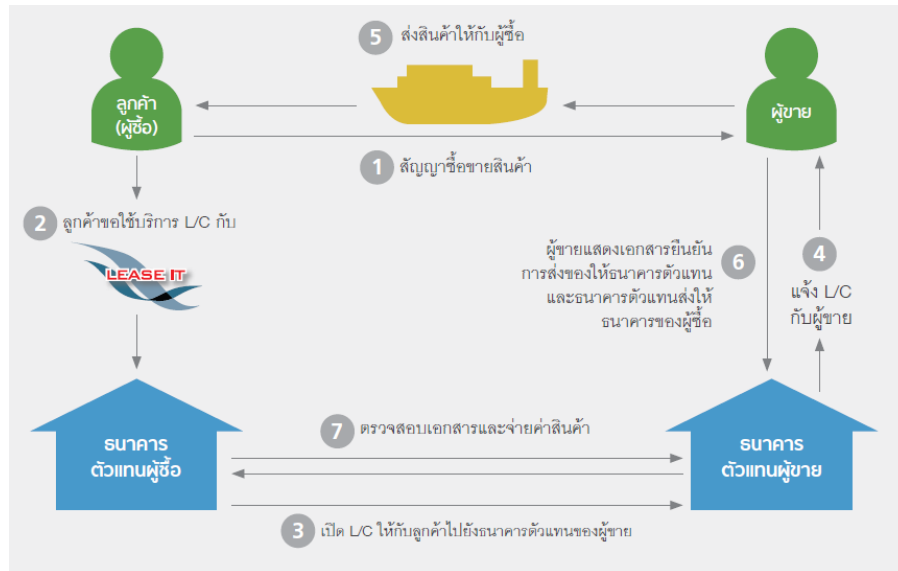 5 ส่งสินค้าให้กับผู้ซื้อ
ลูกค้า
(ผู้ซื้อ)
ผู้ขาย
1 สัญญาซื้อขายสินค้า
2 ลูกค้าขอใช้บริการ L/C กับ
LEASE IT
ผู้ขายแสดงเอกสารยืนยัน
การส่งของให้ธนาคารตัวแทน
และธนาคารตัวแทนส่งให้
ธนาคารของผู้ซื้อ
6
4
แจ้ง L/C
กับผู้ขาย
ธนาคาร
ตัวแทนผู้ซื้อ
7 ตรวจสอบเอกสารและจ่ายค่าสินค้า
ธนาคาร
ตัวแทนผู้ขาย
3 เปิด L/C ให้กับลูกค้าไปยังธนาคารตัวแทนของผู้ขาย